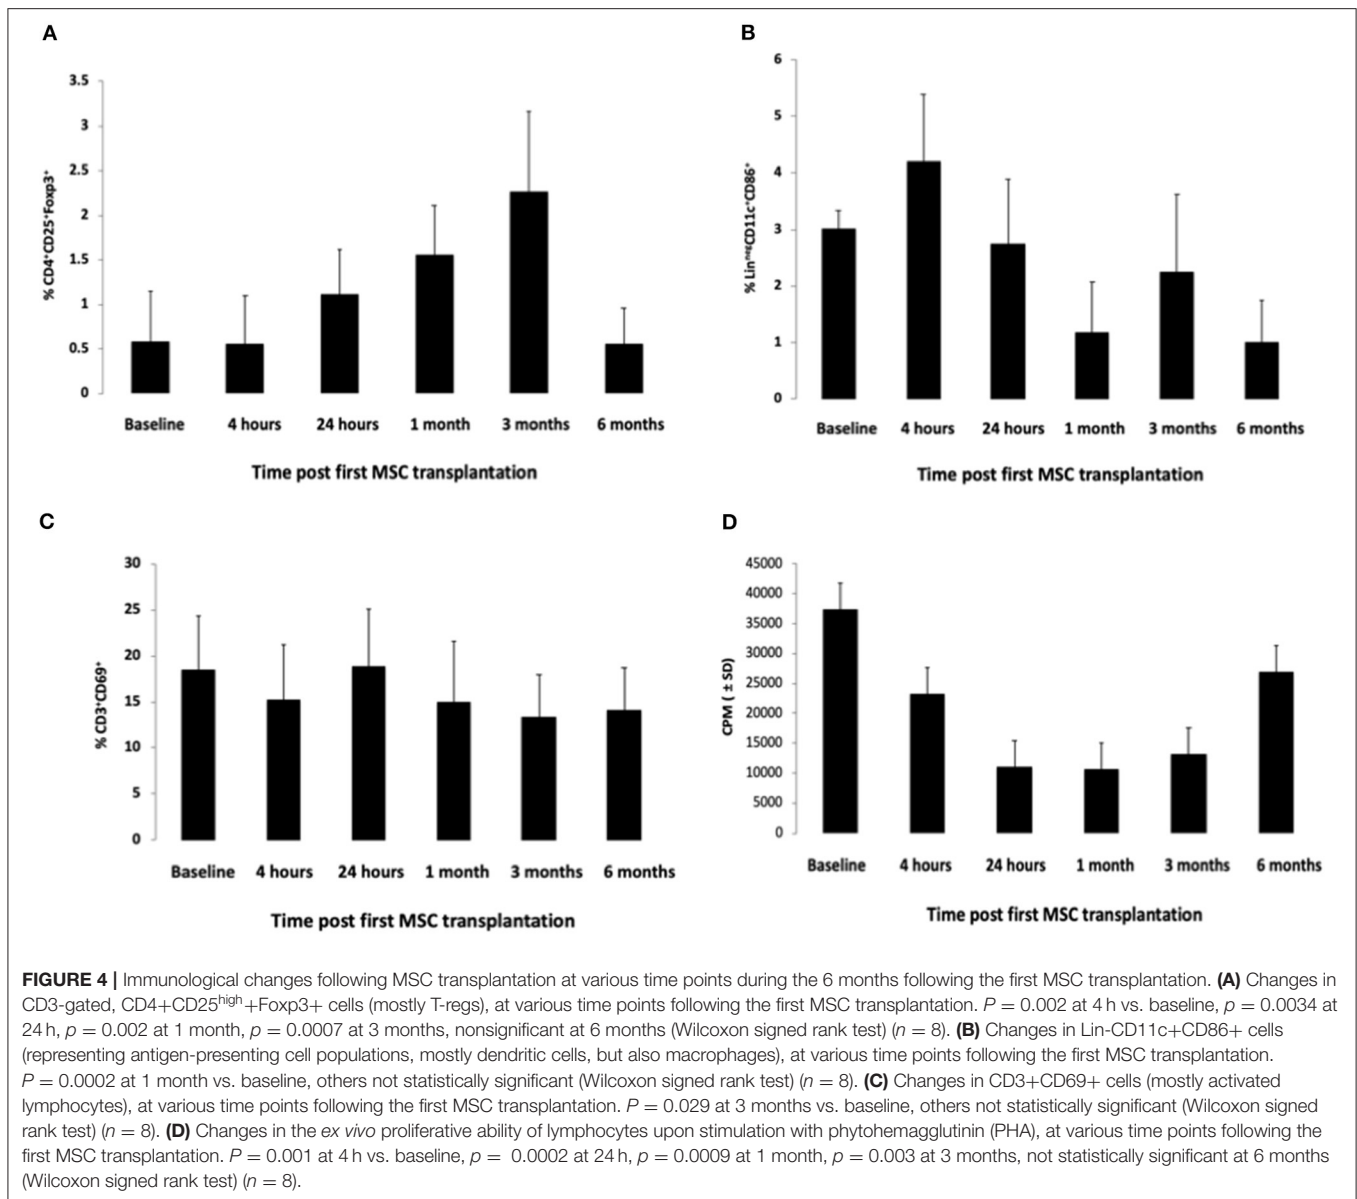 A
3.5
3
2.5
2
1.5
1
0.5
0
% CD4⁺CD25⁺Foxp3⁺
Baseline 4 hours 24 hours 1 month 3 months 6 months
Time post first MSC transplantation
B
6
5
4
3
2
1
0
% LinⁿᵉᵍCD11c⁺CD86⁺
Baseline 4 hours 24 hours 1 month 3 months 6 months
Time post first MSC transplantation
C
30
25
20
15
10
5
0
% CD3⁺CD69⁺
Baseline 4 hours 24 hours 1 month 3 months 6 months
Time post first MSC transplantation
D
45000
40000
35000
30000
25000
20000
15000
10000
5000
0
CPM ( ± SD)
Baseline 4 hours 24 hours 1 month 3 months 6 months
Time post first MSC transplantation
FIGURE 4 | Immunological changes following MSC transplantation at various time points during the 6 months following the first MSC transplantation. (A) Changes in
CD3-gated, CD4+CD25ʰⁱᵍʰ+Foxp3+ cells (mostly T-regs), at various time points following the first MSC transplantation. P = 0.002 at 4 h vs. baseline, p = 0.0034 at
24 h, p = 0.002 at 1 month, p = 0.0007 at 3 months, nonsignificant at 6 months (Wilcoxon signed rank test) (n = 8). (B) Changes in Lin-CD11c+CD86+ cells
(representing antigen-presenting cell populations, mostly dendritic cells, but also macrophages), at various time points following the first MSC transplantation.
P = 0.0002 at 1 month vs. baseline, others not statistically significant (Wilcoxon signed rank test) (n = 8). (C) Changes in CD3+CD69+ cells (mostly activated
lymphocytes), at various time points following the first MSC transplantation. P = 0.029 at 3 months vs. baseline, others not statistically significant (Wilcoxon signed
rank test) (n = 8). (D) Changes in the ex vivo proliferative ability of lymphocytes upon stimulation with phytohemagglutinin (PHA), at various time points following the
first MSC transplantation. P = 0.001 at 4 h vs. baseline, p = 0.0002 at 24 h, p = 0.0009 at 1 month, p = 0.003 at 3 months, not statistically significant at 6 months
(Wilcoxon signed rank test) (n = 8).